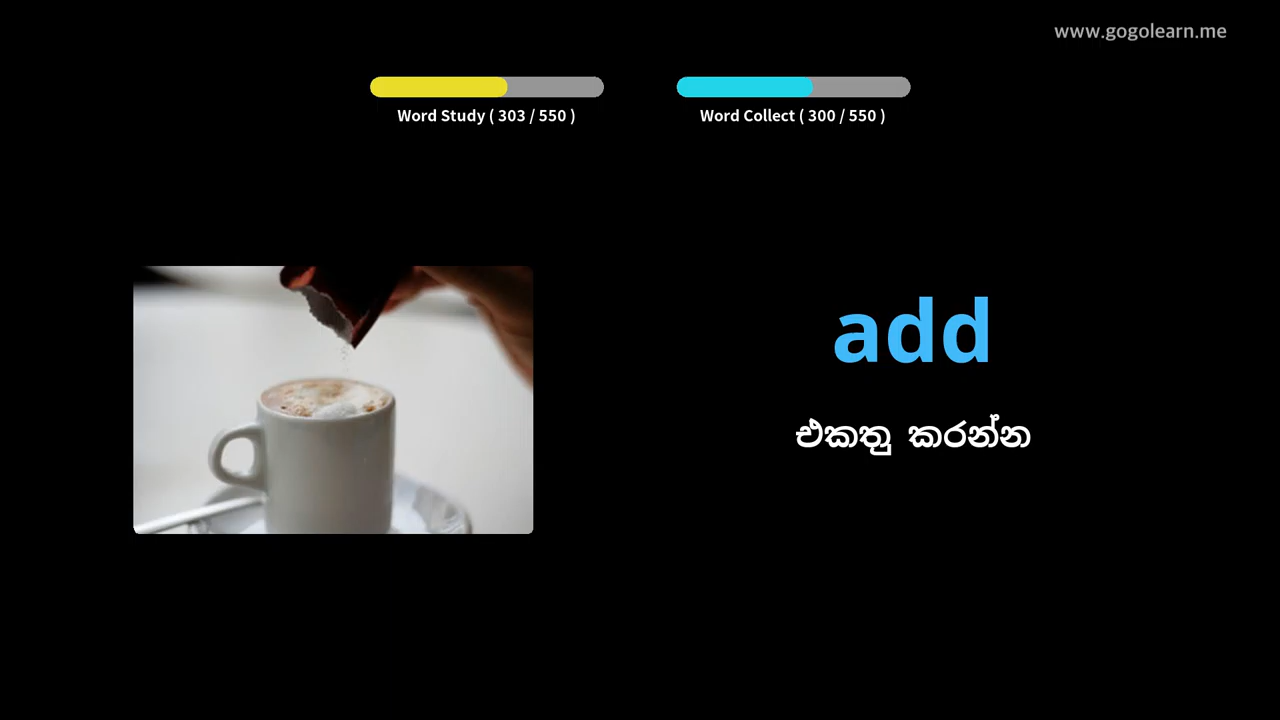 www.gogolearn.me
Word Study ( 303 / 550 )
Word Collect ( 300 / 550 )
add
එකතු කරන්න